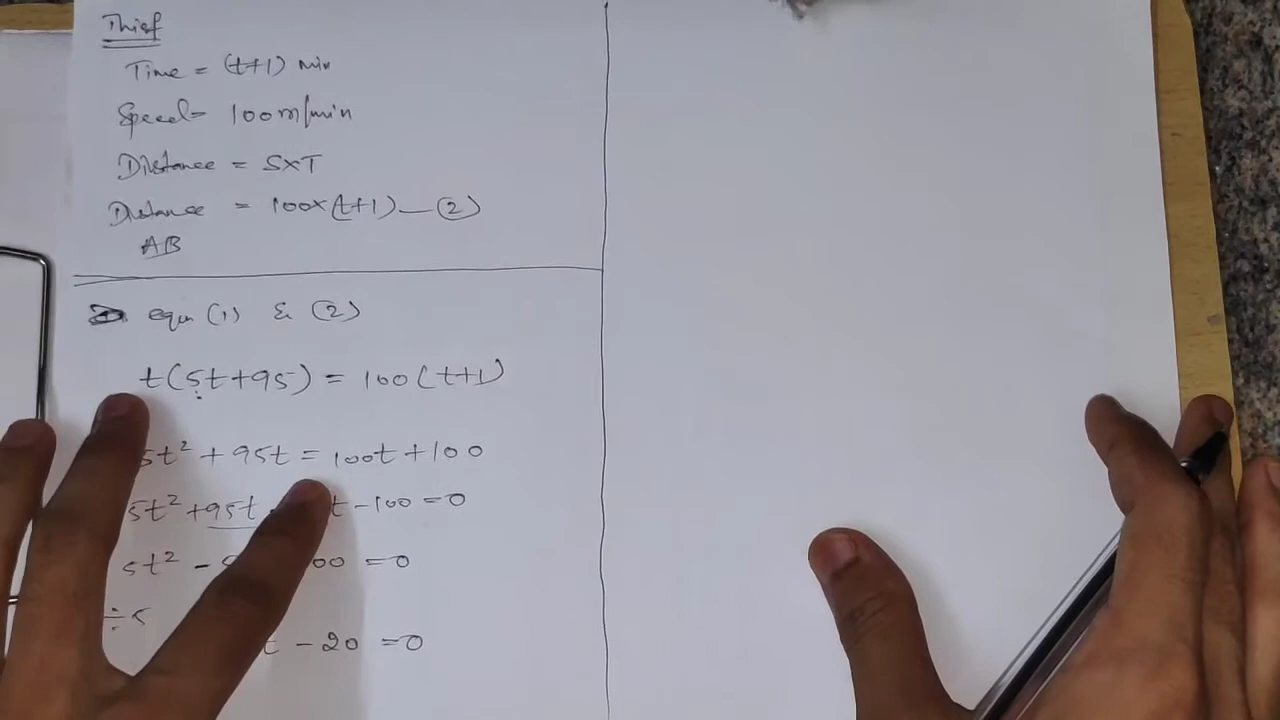 Thief
Time = (t+1) min
Speed = 100m/min
Distance = S×T
Distance = 100×(t+1) — (2)
AB
eqn (1) & (2)
t(5t+95) = 100(t+1)
5t² + 95t = 100t + 100
5t² + 95t t - 100 = 0
5t² - 00 = 0
÷5
t - 20 = 0